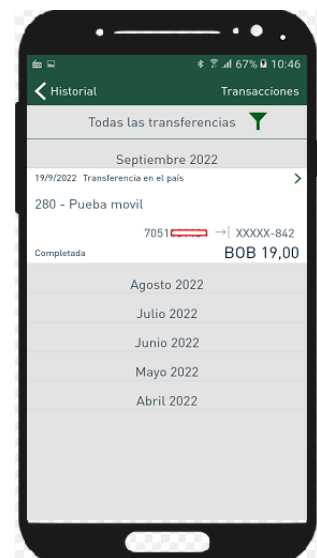 67% 10:46
Historial Transacciones
Todas las transferencias
Septiembre 2022
19/9/2022 Transferencia en el país
280 - Pueba movil
7051 → XXXXX-842
Completada BOB 19,00
Agosto 2022
Julio 2022
Junio 2022
Mayo 2022
Abril 2022